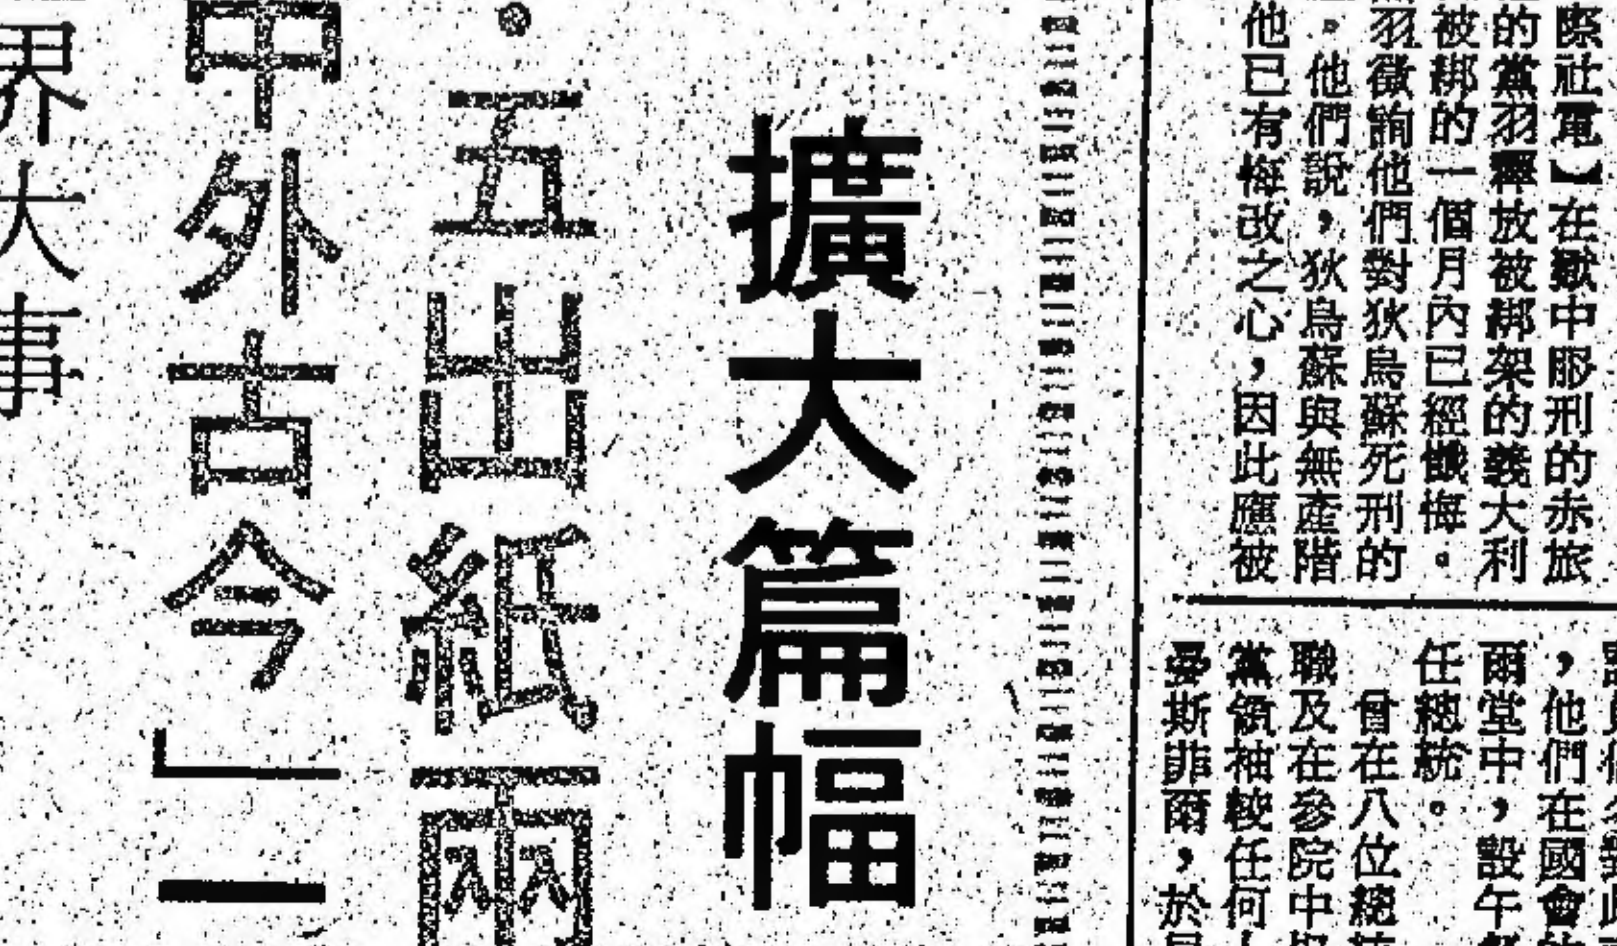 際社電】在獄中服刑的赤旅
的黨羽釋放被綁架的義大利
被綁的一個月內已經懺悔。
羽徵詢他們對狄烏蘇死刑的
。他們說,狄烏蘇與無產階
他已有悔改之心,因此應被
,他們在國會
爾堂中,設午
任總統。
曾在八位總
職及在參院中
黨領袖較任何
曼斯菲爾,於
擴大篇幅
・五出紙兩
中外古今」一
界大事